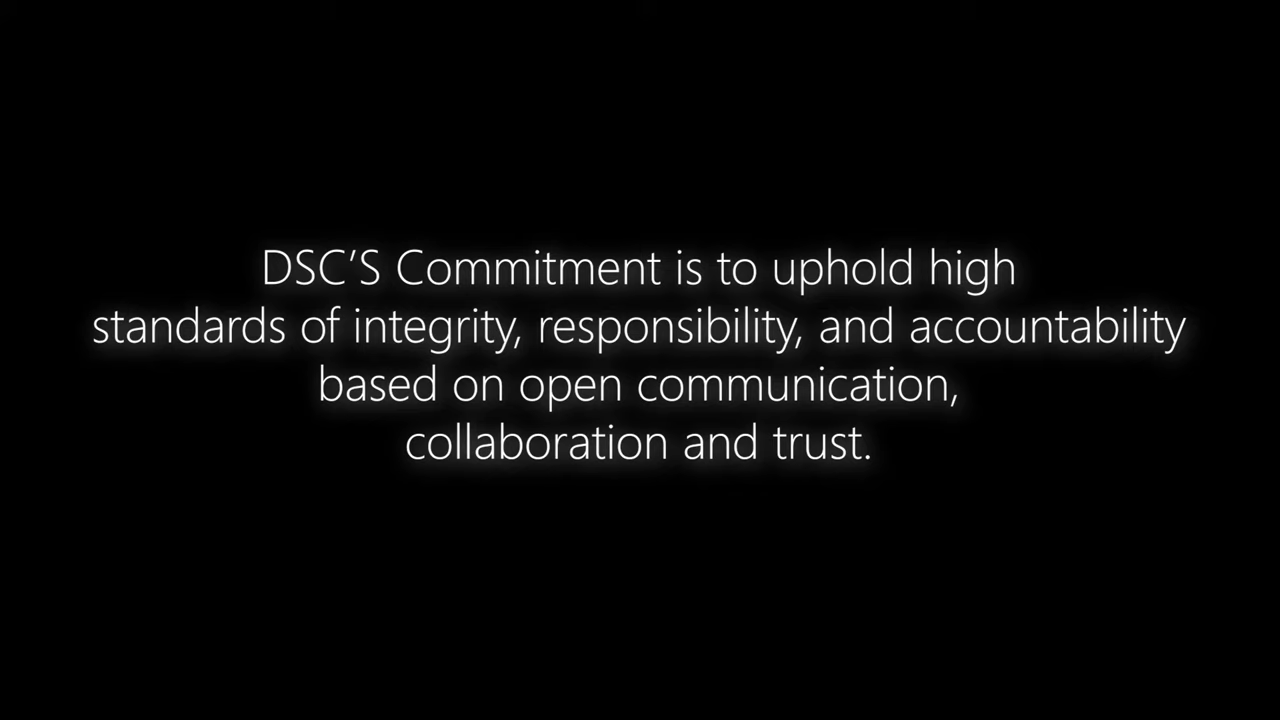 DSC’S Commitment is to uphold high
standards of integrity, responsibility, and accountability
based on open communication,
collaboration and trust.